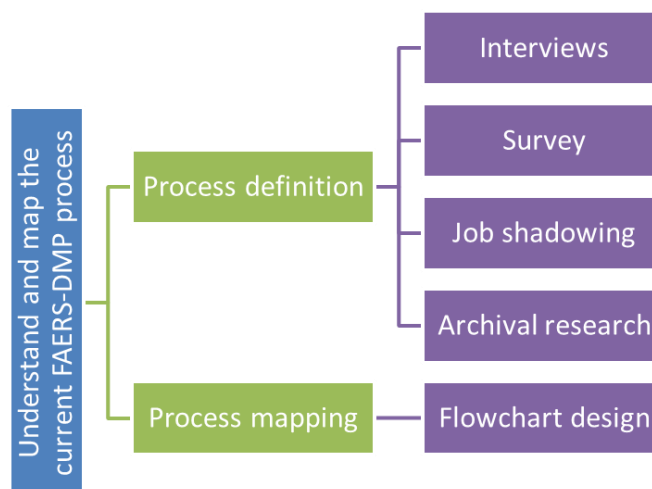 Understand and map the
current FAERS-DMP process
Process definition
Interviews
Survey
Job shadowing
Archival research
Process mapping
Flowchart design